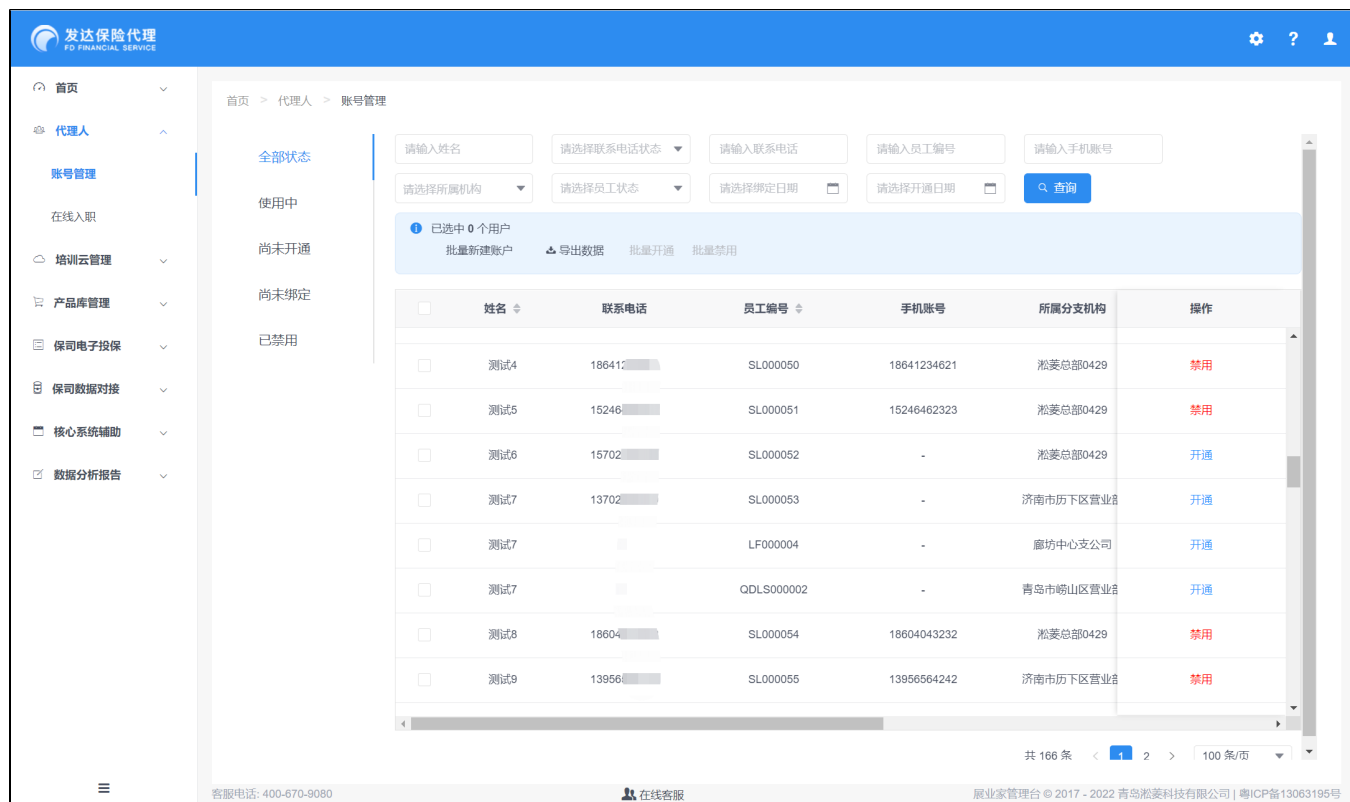 发达保险代理
FD FINANCIAL SERVICE
?
首页
代理人
账号管理
在线入职
培训云管理
产品库管理
保司电子投保
保司数据对接
核心系统辅助
数据分析报告
首页 > 代理人 > 账号管理
全部状态
使用中
尚未开通
尚未绑定
已禁用
请输入姓名 请选择联系电话状态 请输入联系电话 请输入员工编号 请输入手机账号
请选择所属机构 请选择员工状态 请选择绑定日期 请选择开通日期 查询
已选中 0 个用户
批量新建账户 导出数据 批量开通 批量禁用
姓名 联系电话 员工编号 手机账号 所属分支机构 操作
测试4 18641 SL000050 18641234621 淞菱总部0429 禁用
测试5 15246 SL000051 15246462323 淞菱总部0429 禁用
测试6 15702 SL000052 - 淞菱总部0429 开通
测试7 13702 SL000053 - 济南市历下区营业 开通
测试7 LF000004 - 廊坊中心支公司 开通
测试7 QDLS000002 - 青岛市崂山区营业 开通
测试8 18604 SL000054 18604043232 淞菱总部0429 禁用
测试9 13956 SL000055 13956564242 济南市历下区营业 禁用
共 166 条 < 1 2 > 100 条/页
客服电话: 400-670-9080 在线客服 展业家管理台 © 2017 - 2022 青岛淞菱科技有限公司 | 粤ICP备13063195号